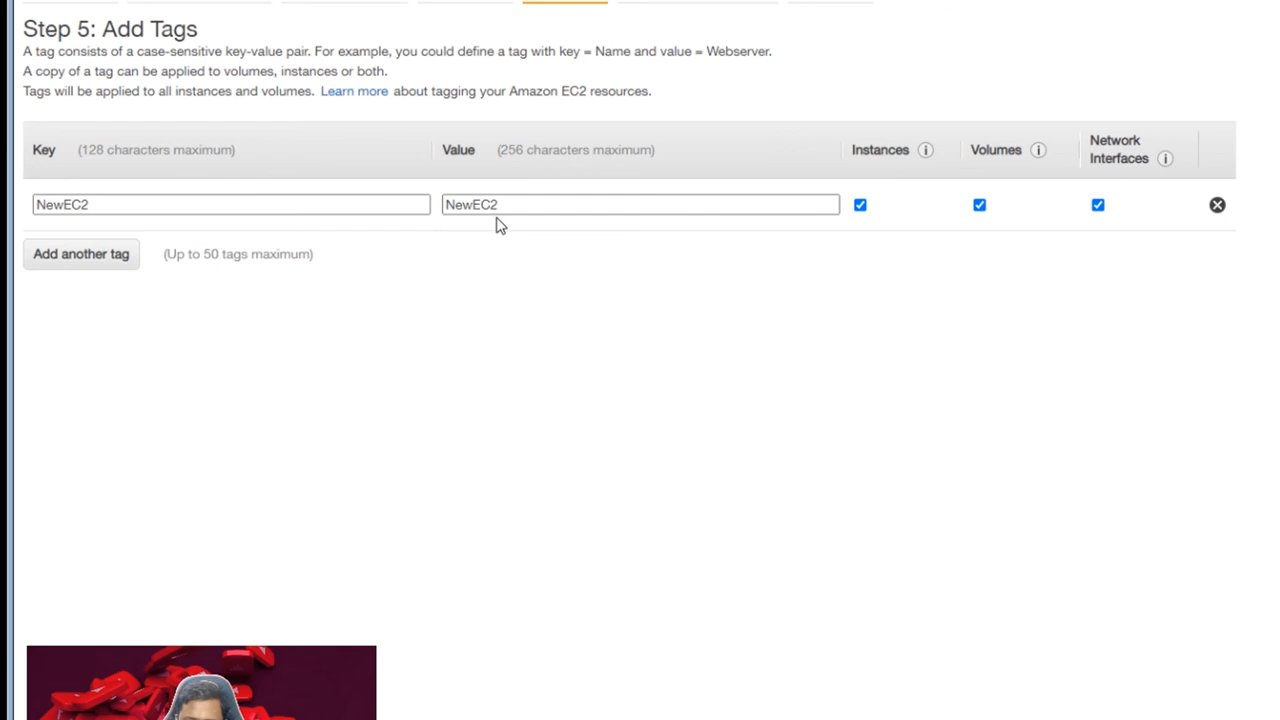 Step 5: Add Tags
A tag consists of a case-sensitive key-value pair. For example, you could define a tag with key = Name and value = Webserver.
A copy of a tag can be applied to volumes, instances or both.
Tags will be applied to all instances and volumes. Learn more about tagging your Amazon EC2 resources.
Key (128 characters maximum) Value (256 characters maximum) Instances i Volumes i Network Interfaces i
NewEC2 NewEC2
Add another tag (Up to 50 tags maximum)